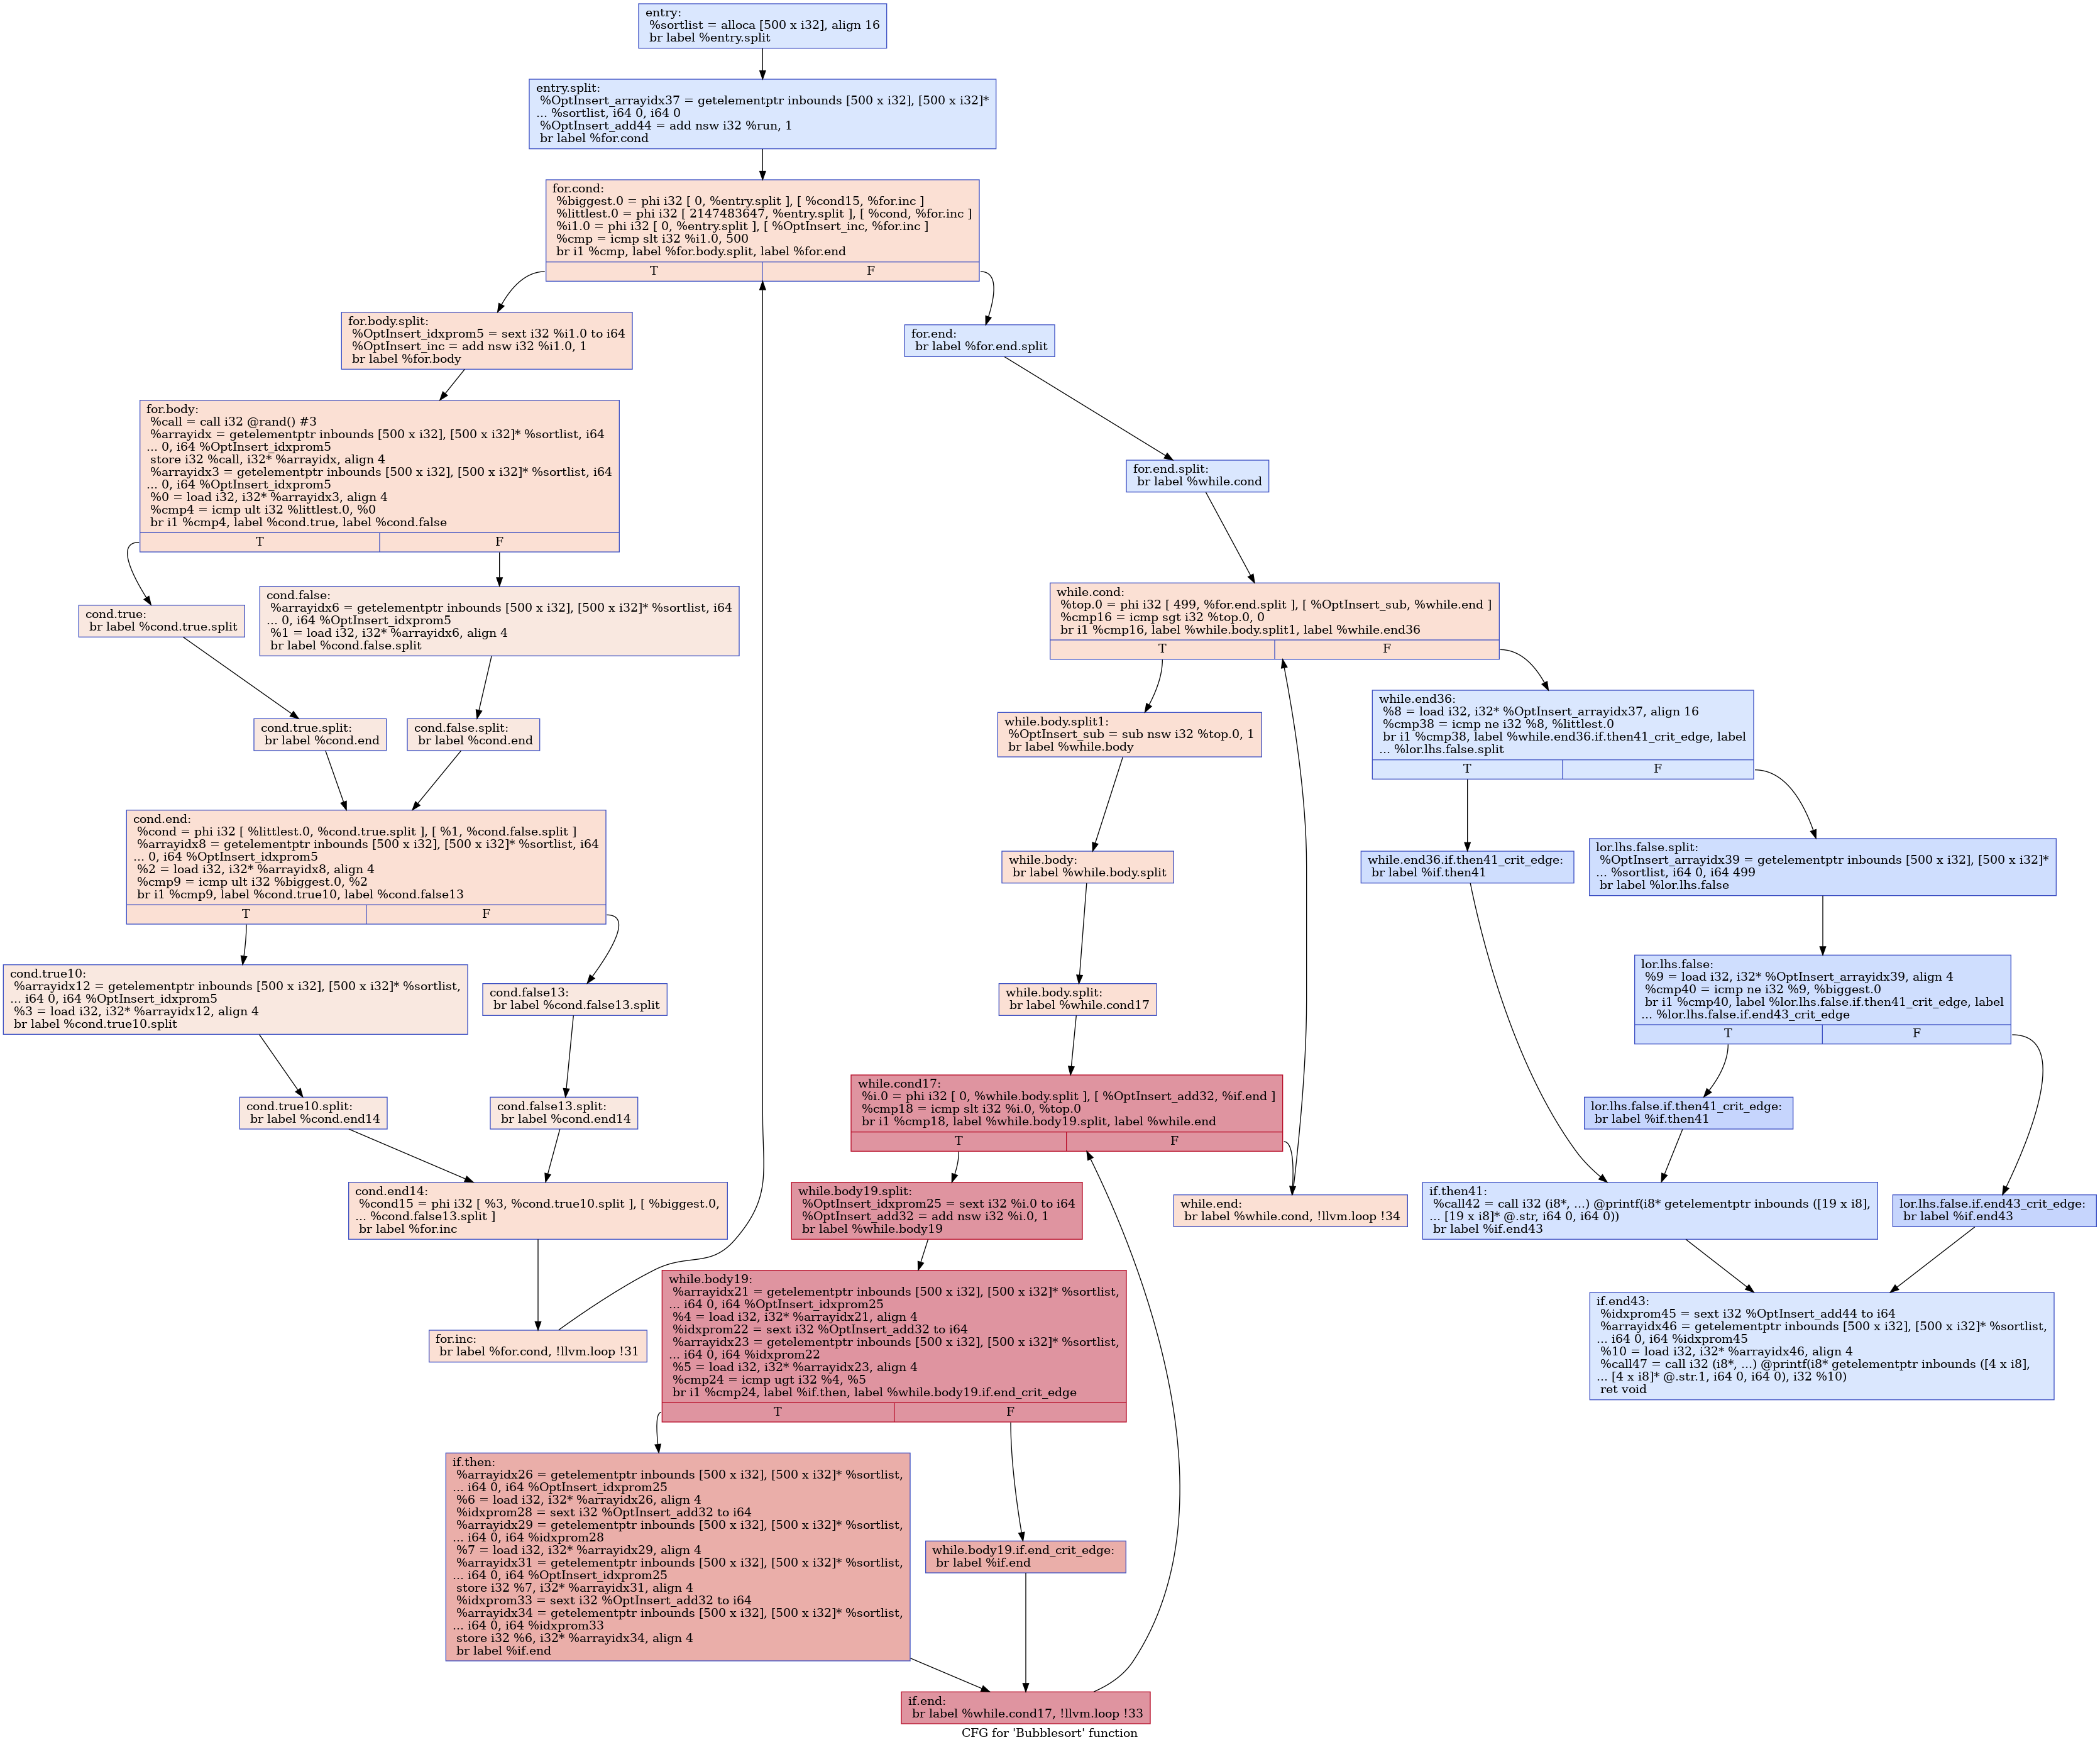 entry:
%sortlist = alloca [500 x i32], align 16
br label %entry.split
entry.split:
%OptInsert_arrayidx37 = getelementptr inbounds [500 x i32], [500 x i32]*
... %sortlist, i64 0, i64 0
%OptInsert_add44 = add nsw i32 %run, 1
br label %for.cond
for.cond:
%biggest.0 = phi i32 [ 0, %entry.split ], [ %cond15, %for.inc ]
%littlest.0 = phi i32 [ 2147483647, %entry.split ], [ %cond, %for.inc ]
%i1.0 = phi i32 [ 0, %entry.split ], [ %OptInsert_inc, %for.inc ]
%cmp = icmp slt i32 %i1.0, 500
br i1 %cmp, label %for.body.split, label %for.end
T F
for.body.split:
%OptInsert_idxprom5 = sext i32 %i1.0 to i64
%OptInsert_inc = add nsw i32 %i1.0, 1
br label %for.body
for.body:
%call = call i32 @rand() #3
%arrayidx = getelementptr inbounds [500 x i32], [500 x i32]* %sortlist, i64
... 0, i64 %OptInsert_idxprom5
store i32 %call, i32* %arrayidx, align 4
%arrayidx3 = getelementptr inbounds [500 x i32], [500 x i32]* %sortlist, i64
... 0, i64 %OptInsert_idxprom5
%0 = load i32, i32* %arrayidx3, align 4
%cmp4 = icmp ult i32 %littlest.0, %0
br i1 %cmp4, label %cond.true, label %cond.false
T F
cond.true:
br label %cond.true.split
cond.false:
%arrayidx6 = getelementptr inbounds [500 x i32], [500 x i32]* %sortlist, i64
... 0, i64 %OptInsert_idxprom5
%1 = load i32, i32* %arrayidx6, align 4
br label %cond.false.split
cond.true.split:
br label %cond.end
cond.false.split:
br label %cond.end
cond.end:
%cond = phi i32 [ %littlest.0, %cond.true.split ], [ %1, %cond.false.split ]
%arrayidx8 = getelementptr inbounds [500 x i32], [500 x i32]* %sortlist, i64
... 0, i64 %OptInsert_idxprom5
%2 = load i32, i32* %arrayidx8, align 4
%cmp9 = icmp ult i32 %biggest.0, %2
br i1 %cmp9, label %cond.true10, label %cond.false13
T F
cond.true10:
%arrayidx12 = getelementptr inbounds [500 x i32], [500 x i32]* %sortlist,
... i64 0, i64 %OptInsert_idxprom5
%3 = load i32, i32* %arrayidx12, align 4
br label %cond.true10.split
cond.false13:
br label %cond.false13.split
cond.true10.split:
br label %cond.end14
cond.false13.split:
br label %cond.end14
cond.end14:
%cond15 = phi i32 [ %3, %cond.true10.split ], [ %biggest.0,
... %cond.false13.split ]
br label %for.inc
for.inc:
br label %for.cond, !llvm.loop !31
for.end:
br label %for.end.split
for.end.split:
br label %while.cond
while.cond:
%top.0 = phi i32 [ 499, %for.end.split ], [ %OptInsert_sub, %while.end ]
%cmp16 = icmp sgt i32 %top.0, 0
br i1 %cmp16, label %while.body.split1, label %while.end36
T F
while.body.split1:
%OptInsert_sub = sub nsw i32 %top.0, 1
br label %while.body
while.body:
br label %while.body.split
while.body.split:
br label %while.cond17
while.cond17:
%i.0 = phi i32 [ 0, %while.body.split ], [ %OptInsert_add32, %if.end ]
%cmp18 = icmp slt i32 %i.0, %top.0
br i1 %cmp18, label %while.body19.split, label %while.end
T F
while.body19.split:
%OptInsert_idxprom25 = sext i32 %i.0 to i64
%OptInsert_add32 = add nsw i32 %i.0, 1
br label %while.body19
while.end:
br label %while.cond, !llvm.loop !34
while.body19:
%arrayidx21 = getelementptr inbounds [500 x i32], [500 x i32]* %sortlist,
... i64 0, i64 %OptInsert_idxprom25
%4 = load i32, i32* %arrayidx21, align 4
%idxprom22 = sext i32 %OptInsert_add32 to i64
%arrayidx23 = getelementptr inbounds [500 x i32], [500 x i32]* %sortlist,
... i64 0, i64 %idxprom22
%5 = load i32, i32* %arrayidx23, align 4
%cmp24 = icmp ugt i32 %4, %5
br i1 %cmp24, label %if.then, label %while.body19.if.end_crit_edge
T F
if.then:
%arrayidx26 = getelementptr inbounds [500 x i32], [500 x i32]* %sortlist,
... i64 0, i64 %OptInsert_idxprom25
%6 = load i32, i32* %arrayidx26, align 4
%idxprom28 = sext i32 %OptInsert_add32 to i64
%arrayidx29 = getelementptr inbounds [500 x i32], [500 x i32]* %sortlist,
... i64 0, i64 %idxprom28
%7 = load i32, i32* %arrayidx29, align 4
%arrayidx31 = getelementptr inbounds [500 x i32], [500 x i32]* %sortlist,
... i64 0, i64 %OptInsert_idxprom25
store i32 %7, i32* %arrayidx31, align 4
%idxprom33 = sext i32 %OptInsert_add32 to i64
%arrayidx34 = getelementptr inbounds [500 x i32], [500 x i32]* %sortlist,
... i64 0, i64 %idxprom33
store i32 %6, i32* %arrayidx34, align 4
br label %if.end
while.body19.if.end_crit_edge:
br label %if.end
if.end:
br label %while.cond17, !llvm.loop !33
while.end36:
%8 = load i32, i32* %OptInsert_arrayidx37, align 16
%cmp38 = icmp ne i32 %8, %littlest.0
br i1 %cmp38, label %while.end36.if.then41_crit_edge, label
... %lor.lhs.false.split
T F
while.end36.if.then41_crit_edge:
br label %if.then41
lor.lhs.false.split:
%OptInsert_arrayidx39 = getelementptr inbounds [500 x i32], [500 x i32]*
... %sortlist, i64 0, i64 499
br label %lor.lhs.false
lor.lhs.false:
%9 = load i32, i32* %OptInsert_arrayidx39, align 4
%cmp40 = icmp ne i32 %9, %biggest.0
br i1 %cmp40, label %lor.lhs.false.if.then41_crit_edge, label
... %lor.lhs.false.if.end43_crit_edge
T F
lor.lhs.false.if.then41_crit_edge:
br label %if.then41
if.then41:
%call42 = call i32 (i8*, ...) @printf(i8* getelementptr inbounds ([19 x i8],
... [19 x i8]* @.str, i64 0, i64 0))
br label %if.end43
lor.lhs.false.if.end43_crit_edge:
br label %if.end43
if.end43:
%idxprom45 = sext i32 %OptInsert_add44 to i64
%arrayidx46 = getelementptr inbounds [500 x i32], [500 x i32]* %sortlist,
... i64 0, i64 %idxprom45
%10 = load i32, i32* %arrayidx46, align 4
%call47 = call i32 (i8*, ...) @printf(i8* getelementptr inbounds ([4 x i8],
... [4 x i8]* @.str.1, i64 0, i64 0), i32 %10)
ret void
CFG for 'Bubblesort' function